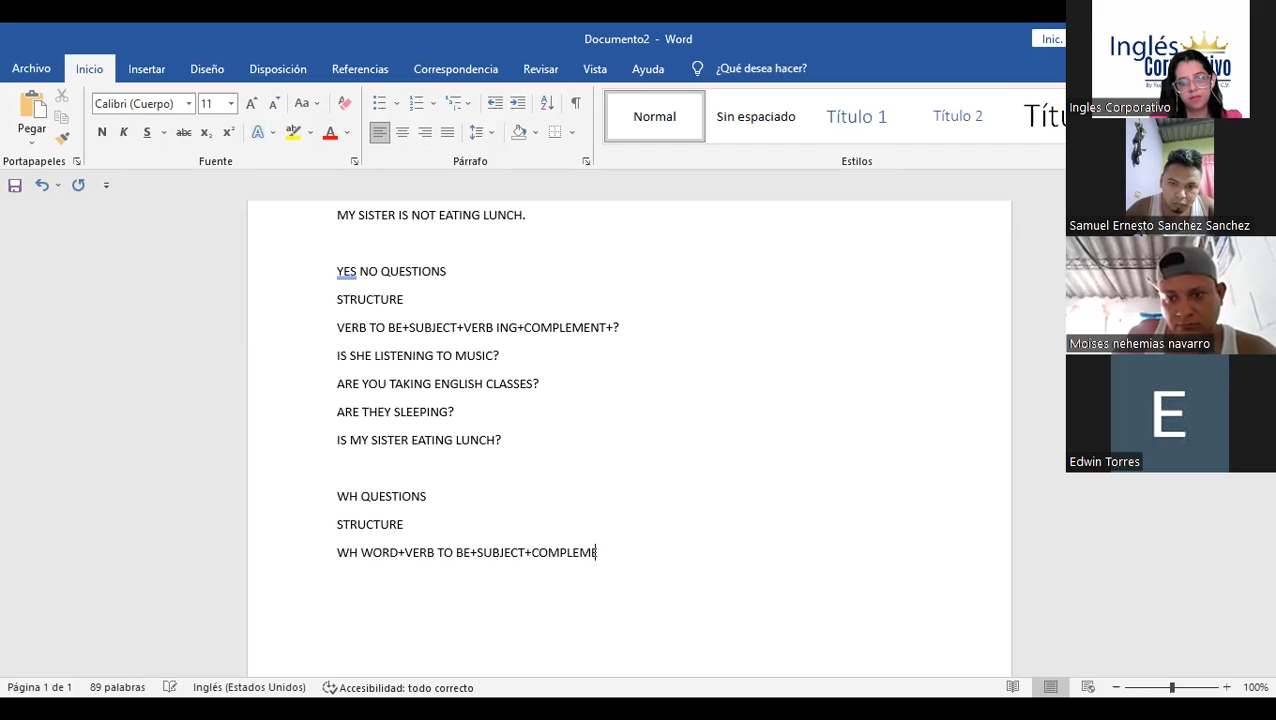 Documento2 - Word
Inic.
Archivo
Inicio
Insertar
Diseño
Disposición
Referencias
Correspondencia
Revisar
Vista
Ayuda
¿Qué desea hacer?
Pegar
Calibri (Cuerpo)
11
Aa
N K S abc x₂ x²
Normal
Sin espaciado
Título 1
Título 2
Portapapeles
Fuente
Párrafo
Estilos
MY SISTER IS NOT EATING LUNCH.
YES NO QUESTIONS
STRUCTURE
VERB TO BE+SUBJECT+VERB ING+COMPLEMENT+?
IS SHE LISTENING TO MUSIC?
ARE YOU TAKING ENGLISH CLASSES?
ARE THEY SLEEPING?
IS MY SISTER EATING LUNCH?
WH QUESTIONS
STRUCTURE
WH WORD+VERB TO BE+SUBJECT+COMPLEME
Página 1 de 1
89 palabras
Inglés (Estados Unidos)
Accesibilidad: todo correcto
100%
Inglés
Ingles Corporativo
Samuel Ernesto Sanchez Sanchez
Moises nehemias navarro
E
Edwin Torres